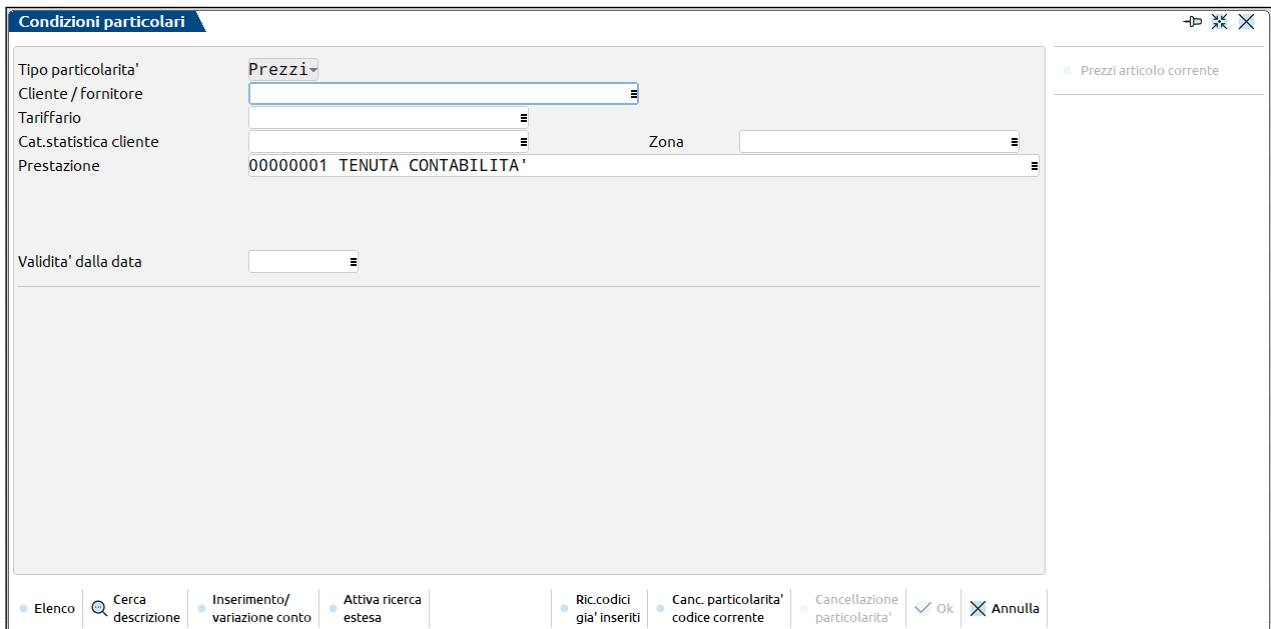 Condizioni particolari
Tipo particolarita' Prezzi
Prezzi articolo corrente
Cliente / fornitore
Tariffario
Cat.statistica cliente Zona
Prestazione 00000001 TENUTA CONTABILITA'
Validita' dalla data
Elenco
Cerca
descrizione
Inserimento/
variazione conto
Attiva ricerca
estesa
Ric.codici
gia' inseriti
Canc. particolarita'
codice corrente
Cancellazione
particolarita'
Ok
Annulla